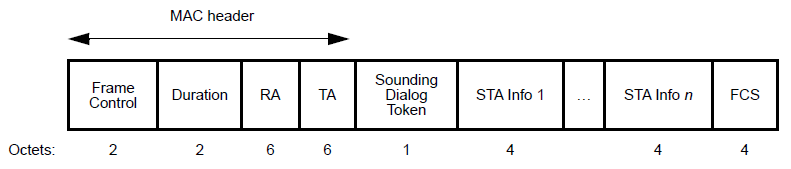 MAC header
Frame Control
Duration
RA
TA
Sounding Dialog Token
STA Info 1
...
STA Info n
FCS
Octets: 2 2 6 6 1 4 4 4